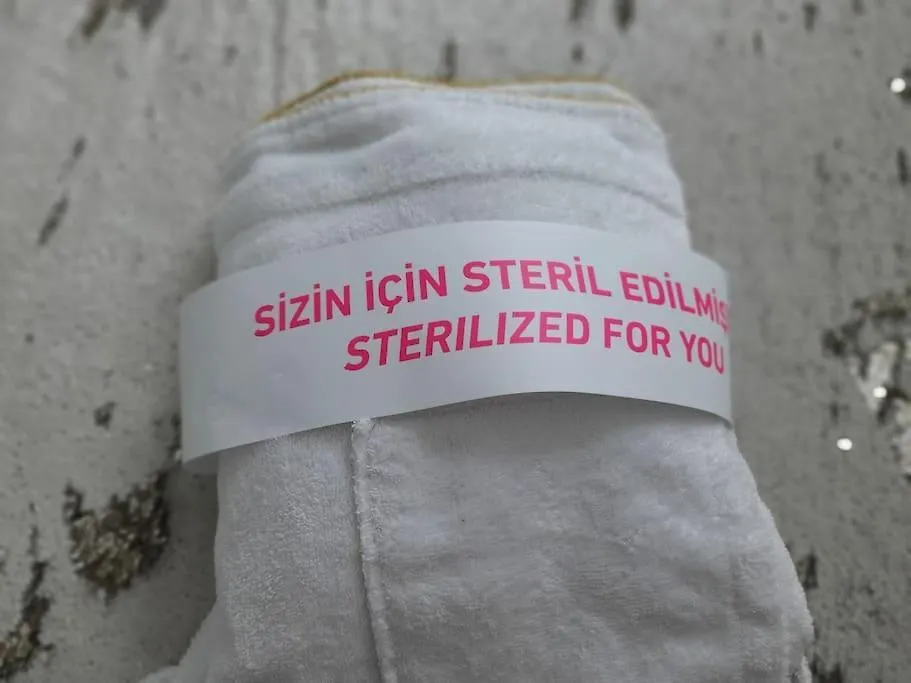 SİZİN İÇİN STERİL EDİLMİŞ
STERILIZED FOR YOU